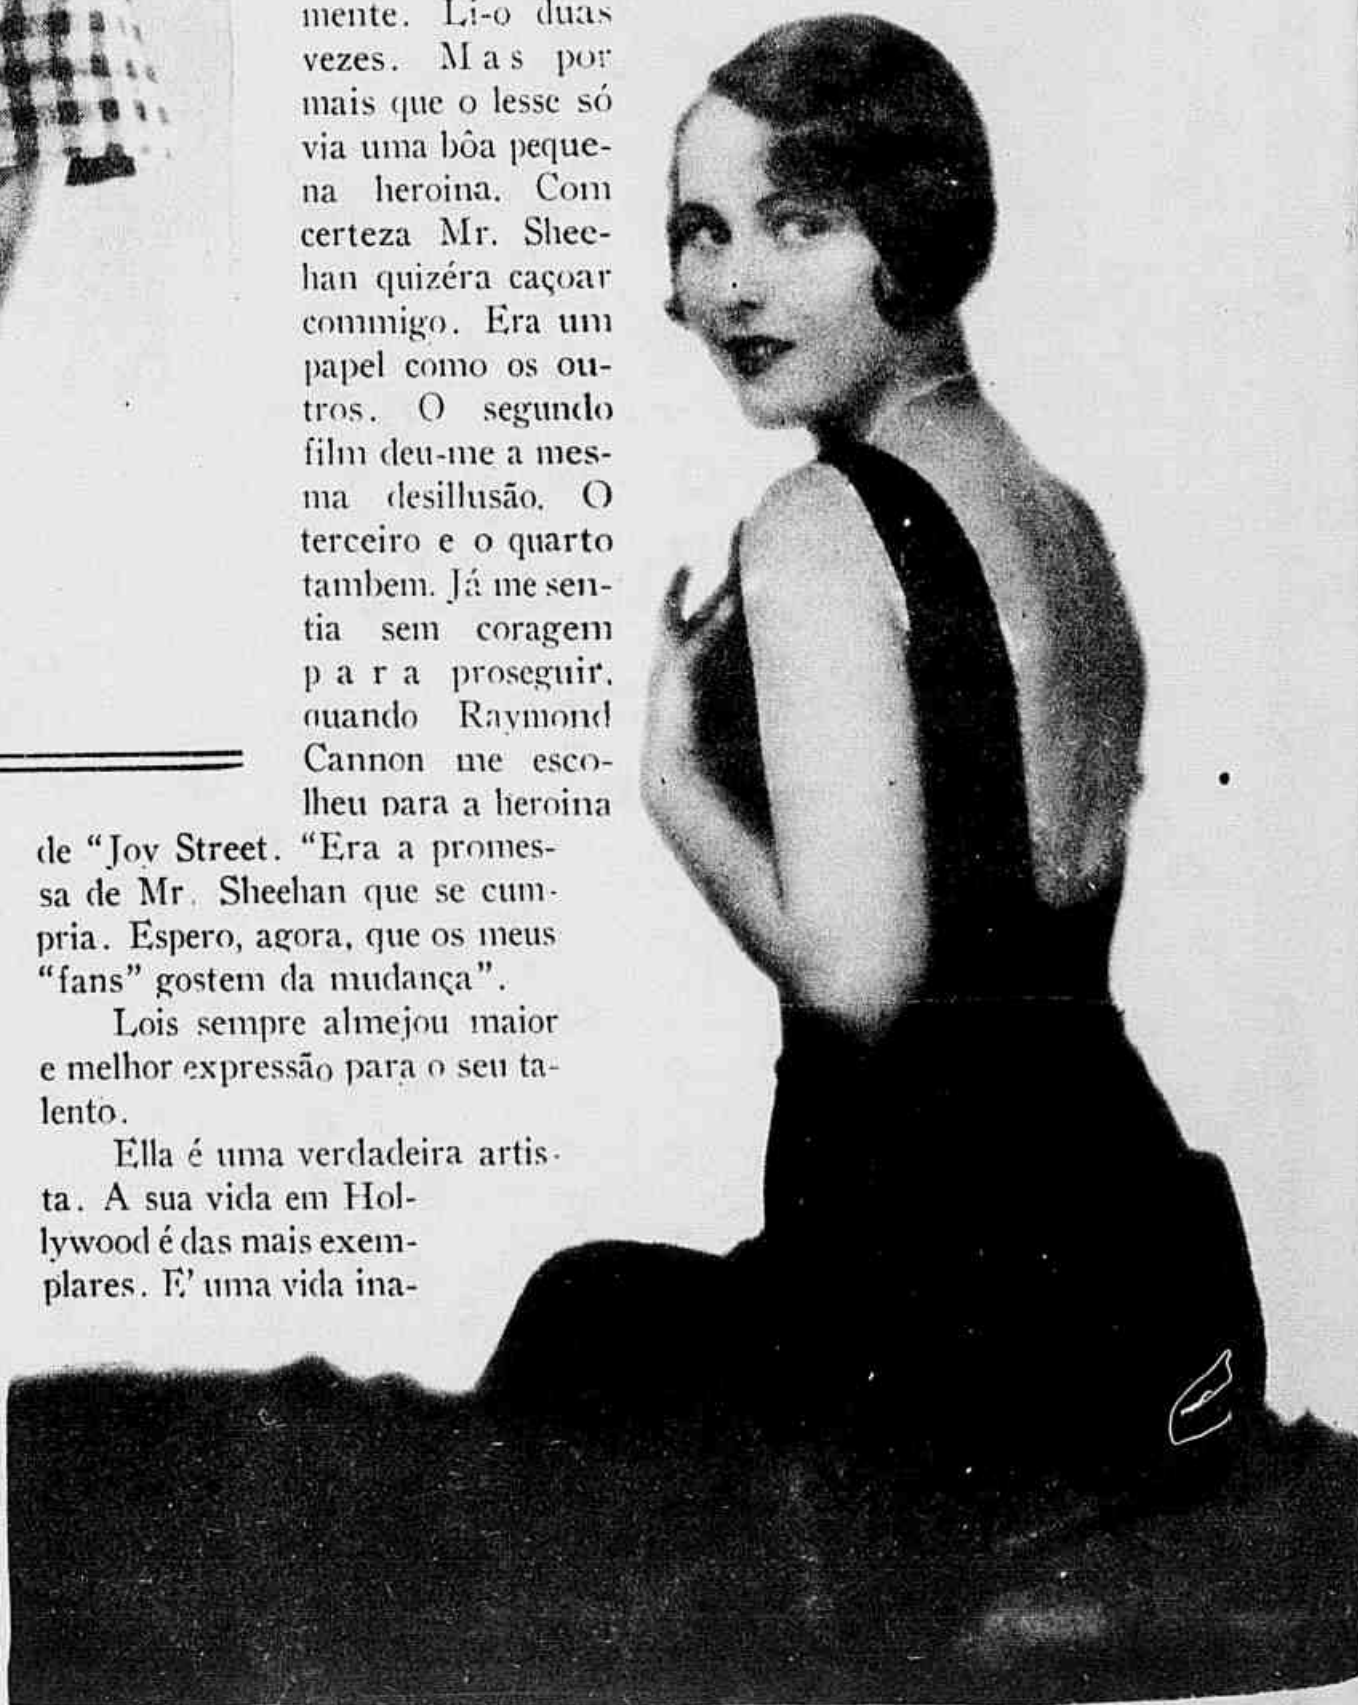 mente. Li-o duas
vezes. Mas por
mais que o lesse só
via uma bôa peque-
na heroina. Com
certeza Mr. Shee-
han quizéra caçoar
commigo. Era um
papel como os ou-
tros. O segundo
film deu-me a mes-
ma desillusão. O
terceiro e o quarto
tambem. Já me sen-
tia sem coragem
para proseguir,
quando Raymond
Cannon me esco-
lheu para a heroina
de “Joy Street. “Era a promes-
sa de Mr. Sheehan que se cum-
pria. Espero, agora, que os meus
“fans” gostem da mudança”.
Lois sempre almejou maior
e melhor expressão para o seu ta-
lento.
Ella é uma verdadeira artis-
ta. A sua vida em Hol-
lywood é das mais exem-
plares. E’ uma vida ina-